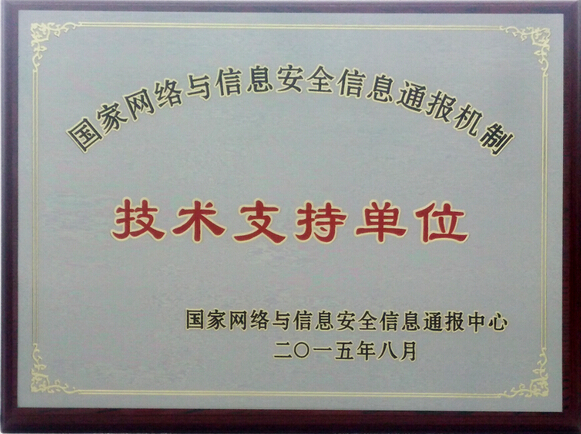 国家网络与信息安全信息通报机制
技术支持单位
国家网络与信息安全信息通报中心
二〇一五年八月